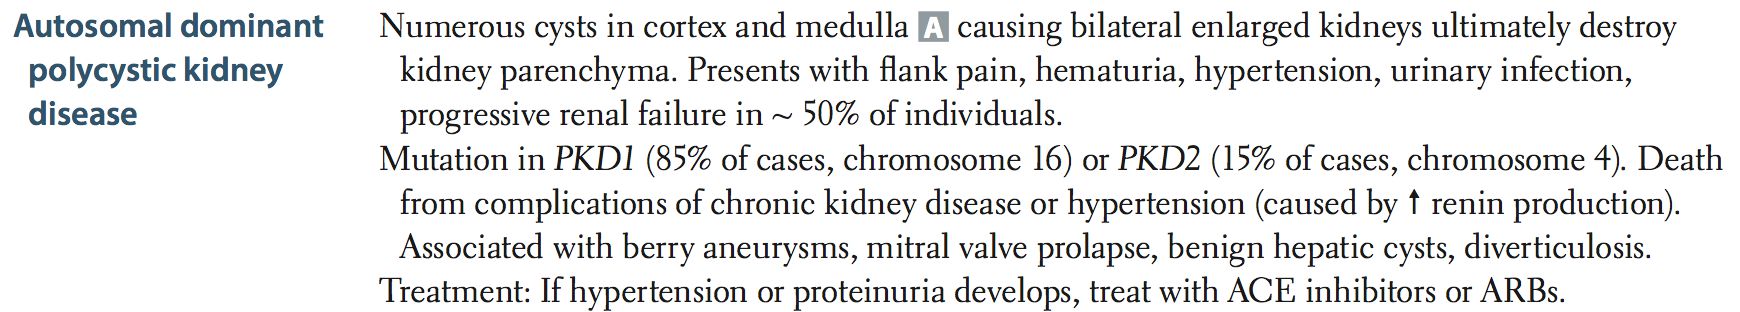 Autosomal dominant
polycystic kidney
disease
Numerous cysts in cortex and medulla A causing bilateral enlarged kidneys ultimately destroy
kidney parenchyma. Presents with flank pain, hematuria, hypertension, urinary infection,
progressive renal failure in ~ 50% of individuals.
Mutation in PKD1 (85% of cases, chromosome 16) or PKD2 (15% of cases, chromosome 4). Death
from complications of chronic kidney disease or hypertension (caused by ↑ renin production).
Associated with berry aneurysms, mitral valve prolapse, benign hepatic cysts, diverticulosis.
Treatment: If hypertension or proteinuria develops, treat with ACE inhibitors or ARBs.